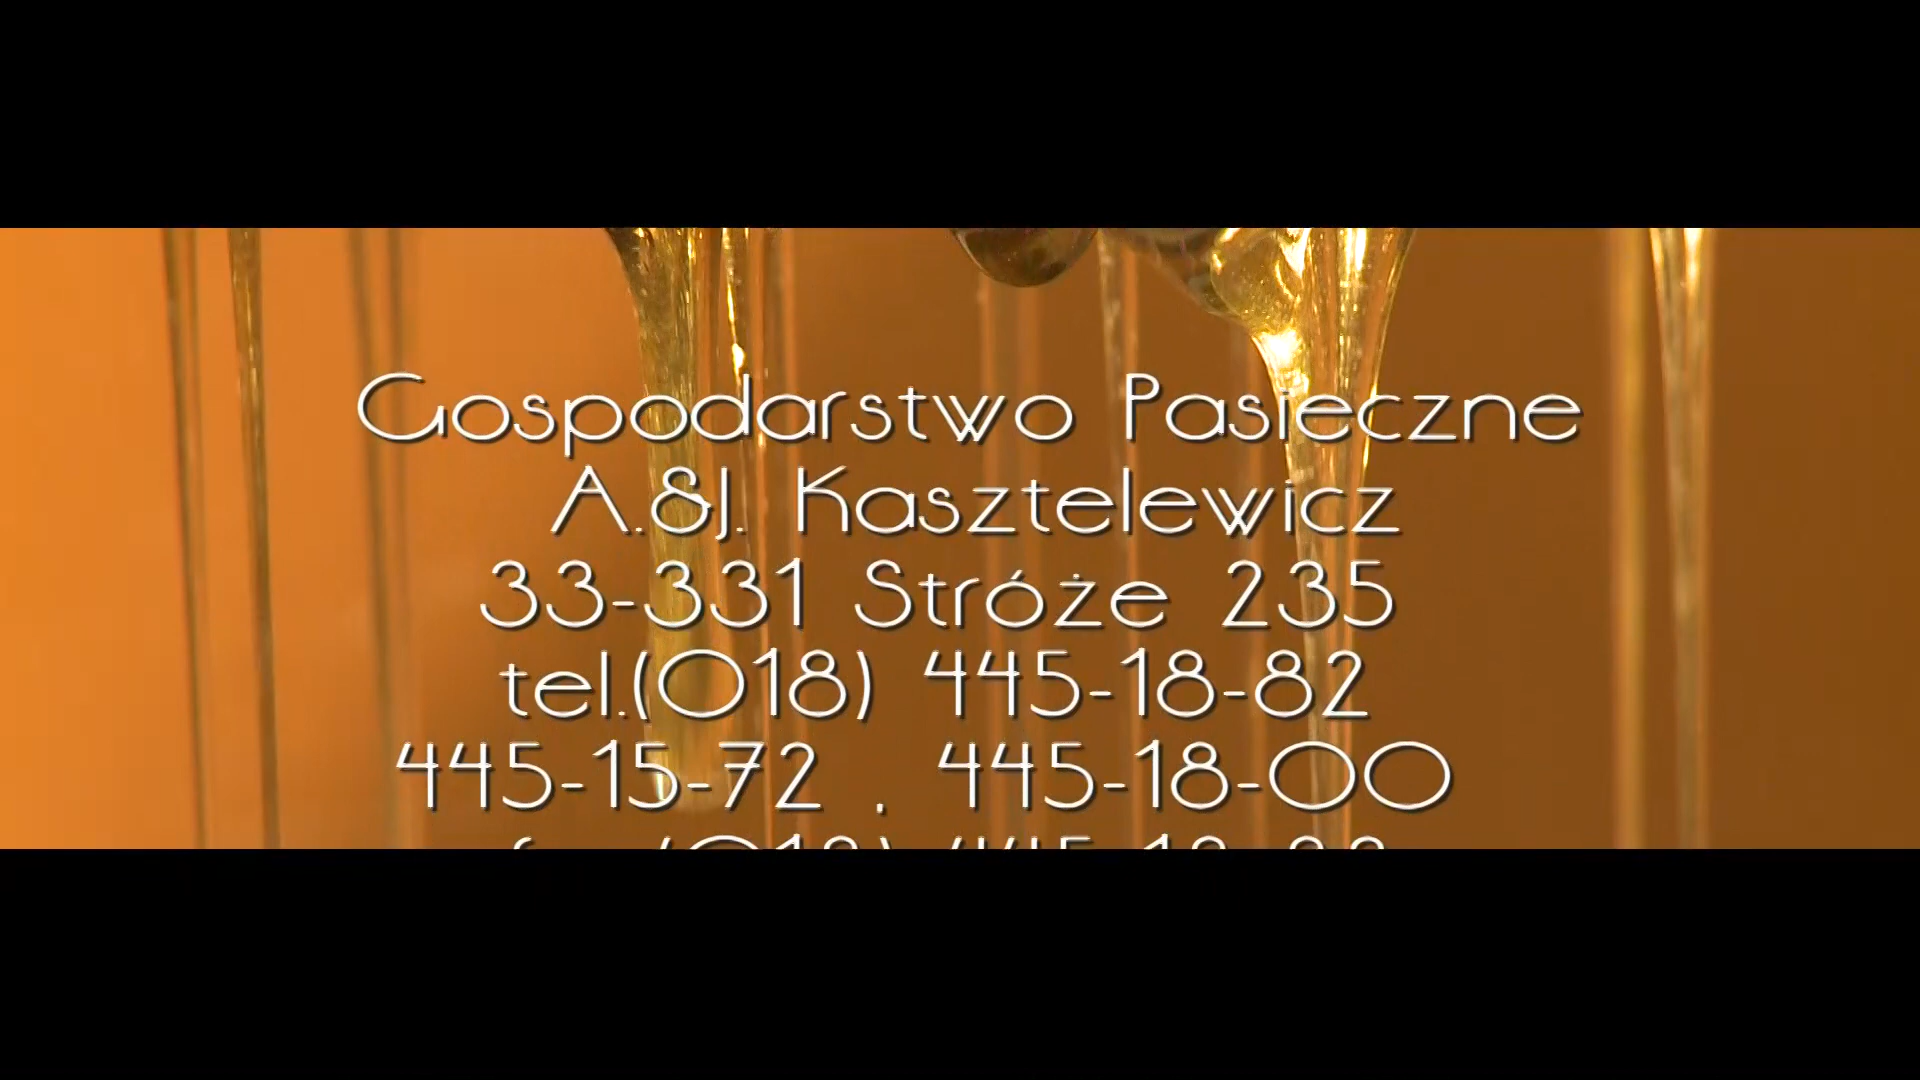 Gospodarstwo Pasieczne
A.&J. Kasztelewicz
33-331 Stróże 235
tel.(018) 445-18-82
445-15-72 , 445-18-00